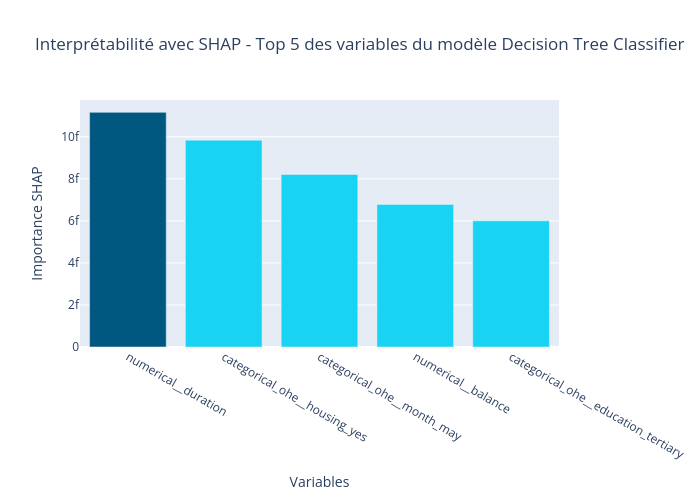 Interprétabilité avec SHAP - Top 5 des variables du modèle Decision Tree Classifier
Importance SHAP
10f
8f
6f
4f
2f
0
numerical__duration
categorical_ohe__housing_yes
categorical_ohe__month_may
numerical__balance
categorical_ohe__education_tertiary
Variables